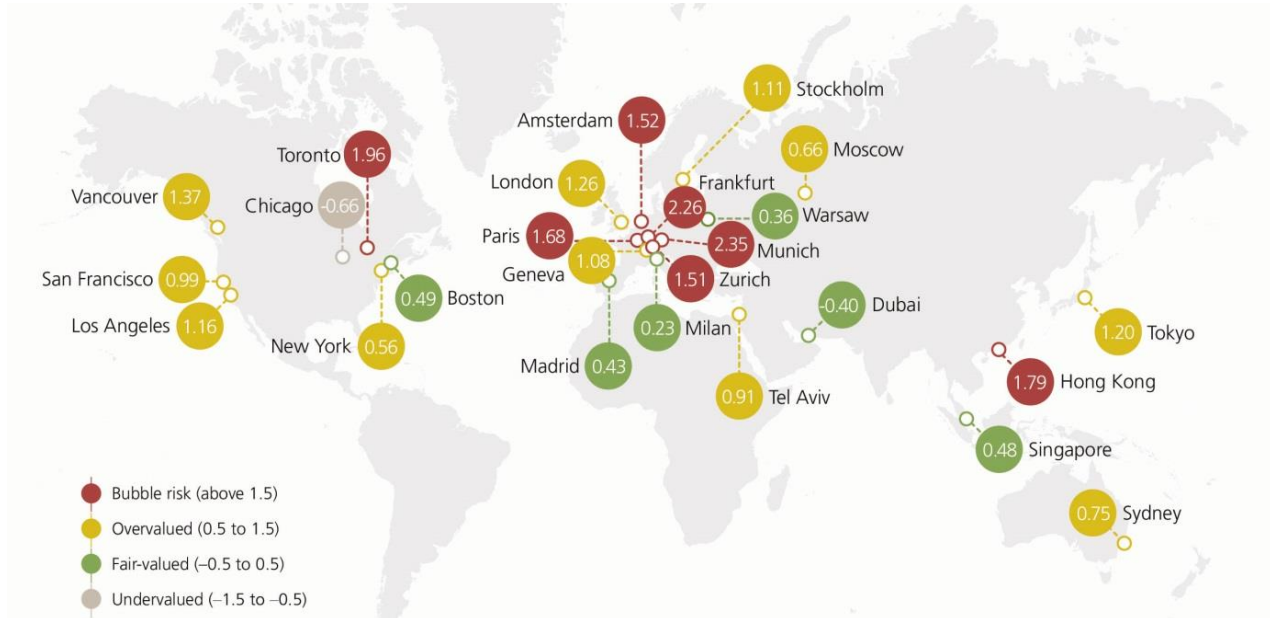 1.11 Stockholm
Amsterdam 1.52
0.66 Moscow
Toronto 1.96
London 1.26
Frankfurt
2.26
Vancouver 1.37
Chicago -0.66
0.36 Warsaw
Paris 1.68
2.35 Munich
Geneva 1.08
San Francisco 0.99
1.51 Zurich
0.49 Boston
-0.40 Dubai
Los Angeles 1.16
0.23 Milan
1.20 Tokyo
New York 0.56
Madrid 0.43
1.79 Hong Kong
0.91 Tel Aviv
0.48 Singapore
0.75 Sydney
Bubble risk (above 1.5)
Overvalued (0.5 to 1.5)
Fair-valued (–0.5 to 0.5)
Undervalued (–1.5 to –0.5)